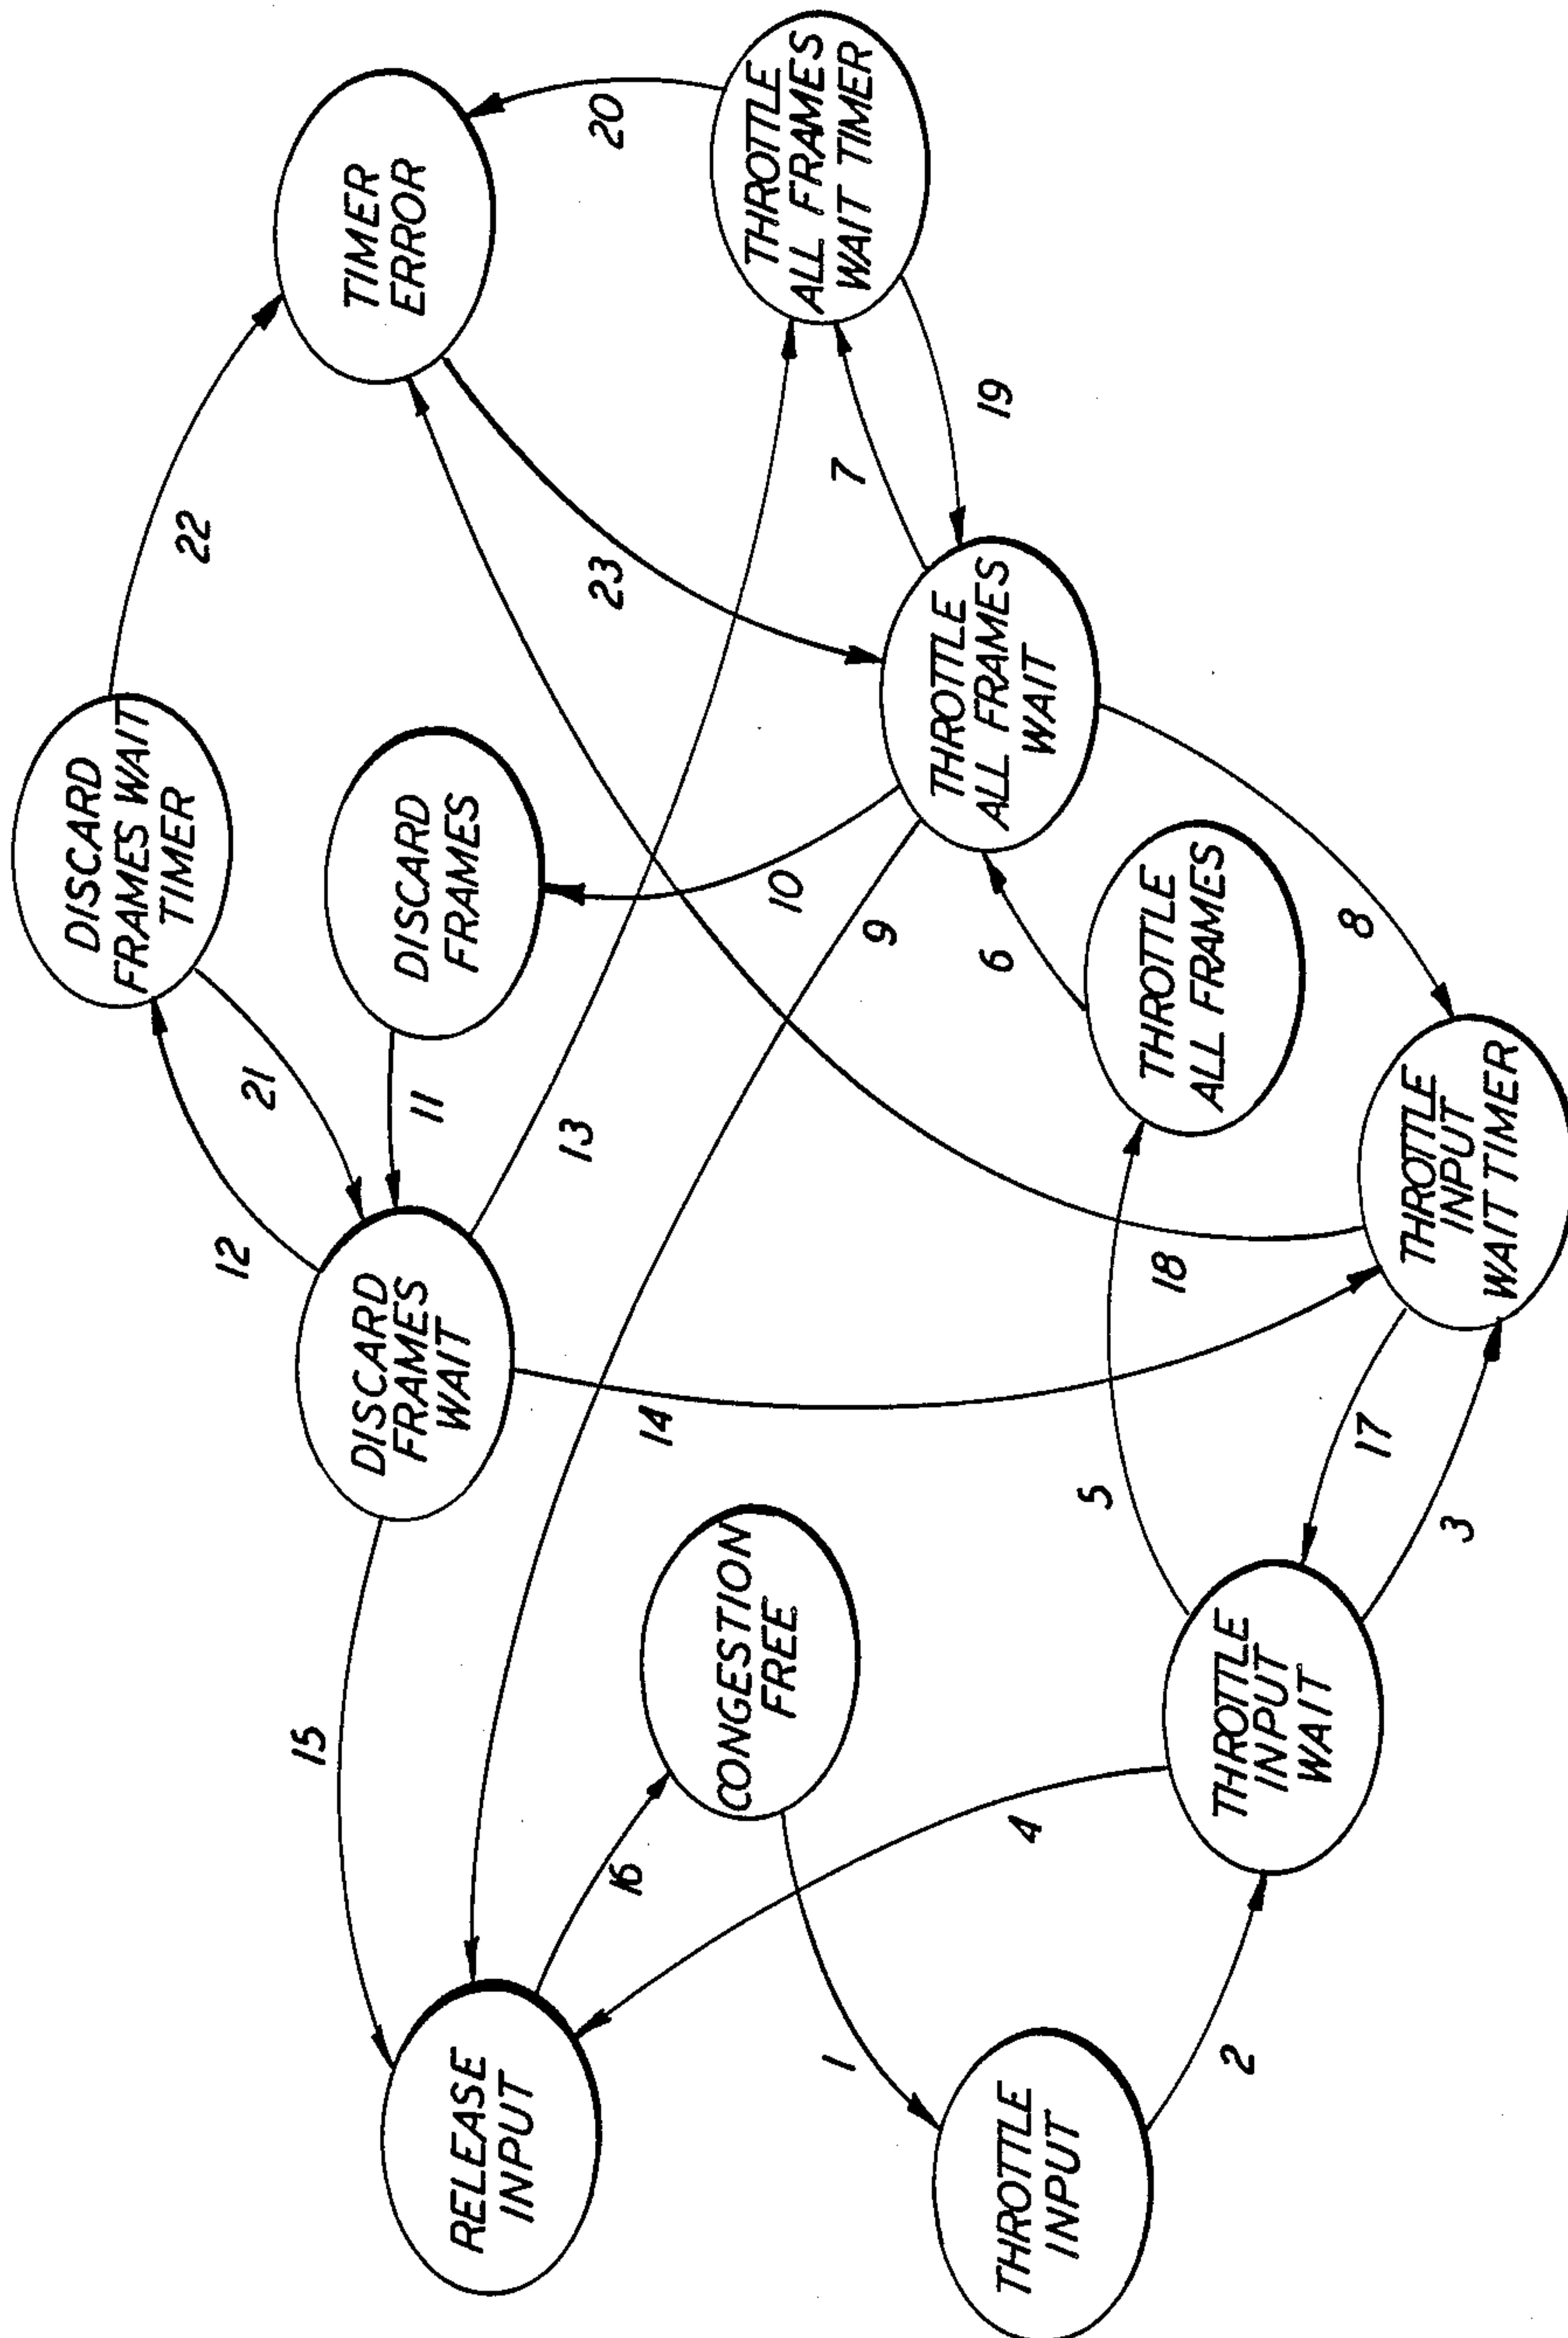 DISCARD
FRAMES WAIT
TIMER
22
TIMER
ERROR
12
21
DISCARD
FRAMES
11
DISCARD
FRAMES
WAIT
15
RELEASE
INPUT
13
23
20
THROTTLE
ALL FRAMES
WAIT TIMER
14
10
9
7
19
16
CONGESTION
FREE
THROTTLE
ALL FRAMES
WAIT
1
4
6
5
18
THROTTLE
ALL FRAMES
8
THROTTLE
INPUT
2
THROTTLE
INPUT
WAIT
17
3
THROTTLE
INPUT
WAIT TIMER